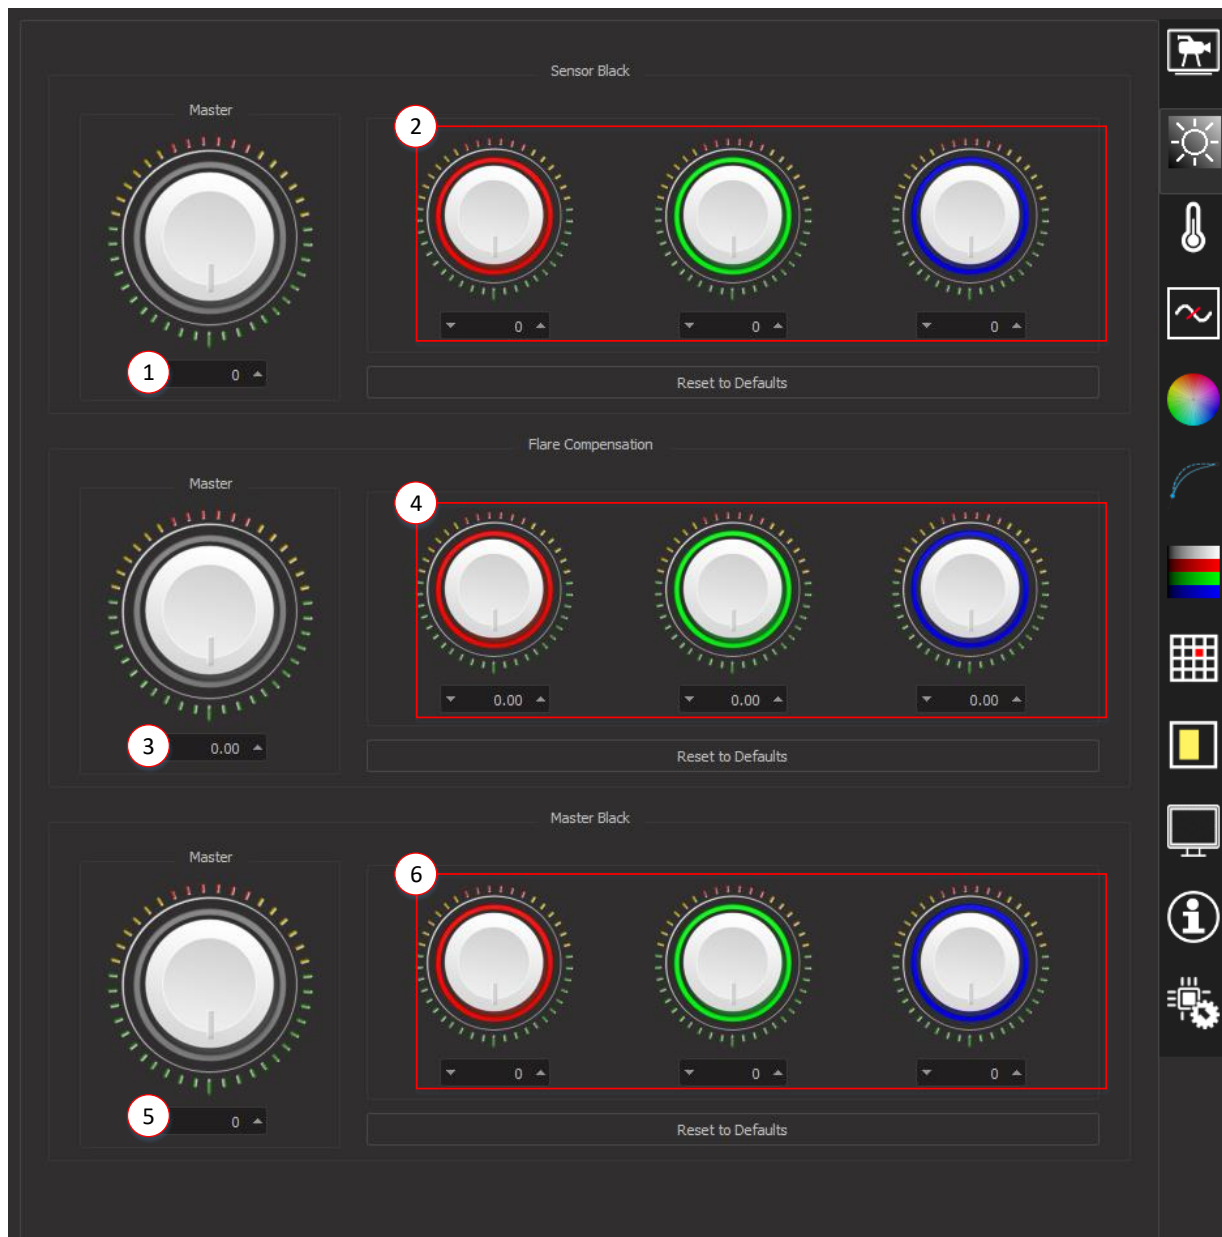 Sensor Black
Master
2
0 0 0
1
0
Reset to Defaults
Flare Compensation
Master
4
0.00 0.00 0.00
3
0.00
Reset to Defaults
Master Black
Master
6
0 0 0
5
0
Reset to Defaults